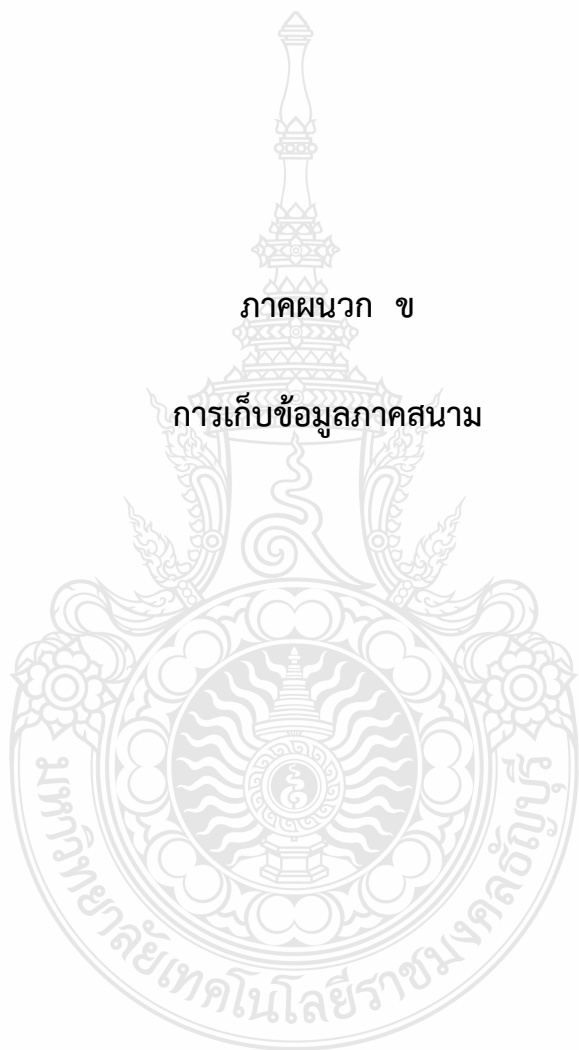 ภาคผนวก ข
การเก็บข้อมูลภาคสนาม
มหาวิทยาลัยเทคโนโลยีราชมงคลธัญบุรี